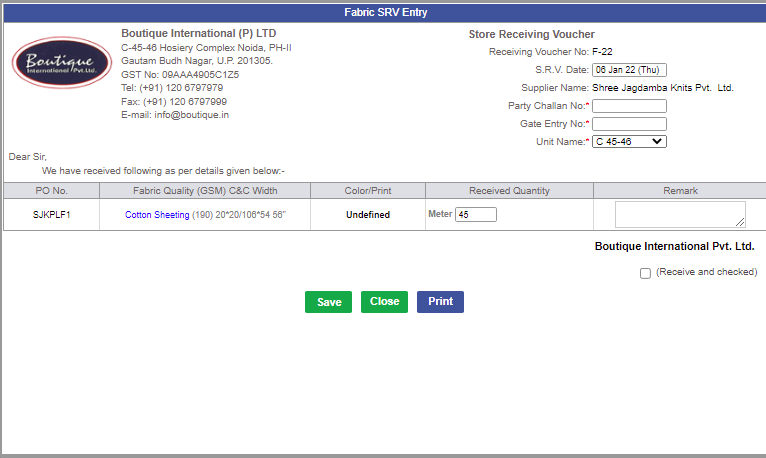 Fabric SRV Entry
Boutique
International Pvt. Ltd.
Boutique International (P) LTD
C-45-46 Hosiery Complex Noida, PH-II
Gautam Budh Nagar, U.P. 201305.
GST No: 09AAA4905C1Z5
Tel: (+91) 120 6797979
Fax: (+91) 120 6797999
E-mail: info@boutique.in
Store Receiving Voucher
Receiving Voucher No: F-22
S.R.V. Date: 06 Jan 22 (Thu)
Supplier Name: Shree Jagdamba Knits Pvt. Ltd.
Party Challan No:*
Gate Entry No:*
Unit Name:* C 45-46
Dear Sir,
We have received following as per details given below:-
PO No. Fabric Quality (GSM) C&C Width Color/Print Received Quantity Remark
SJKPLF1 Cotton Sheeting (190) 20*20/108*54 56" Undefined Meter 45
Boutique International Pvt. Ltd.
(Receive and checked)
Save Close Print